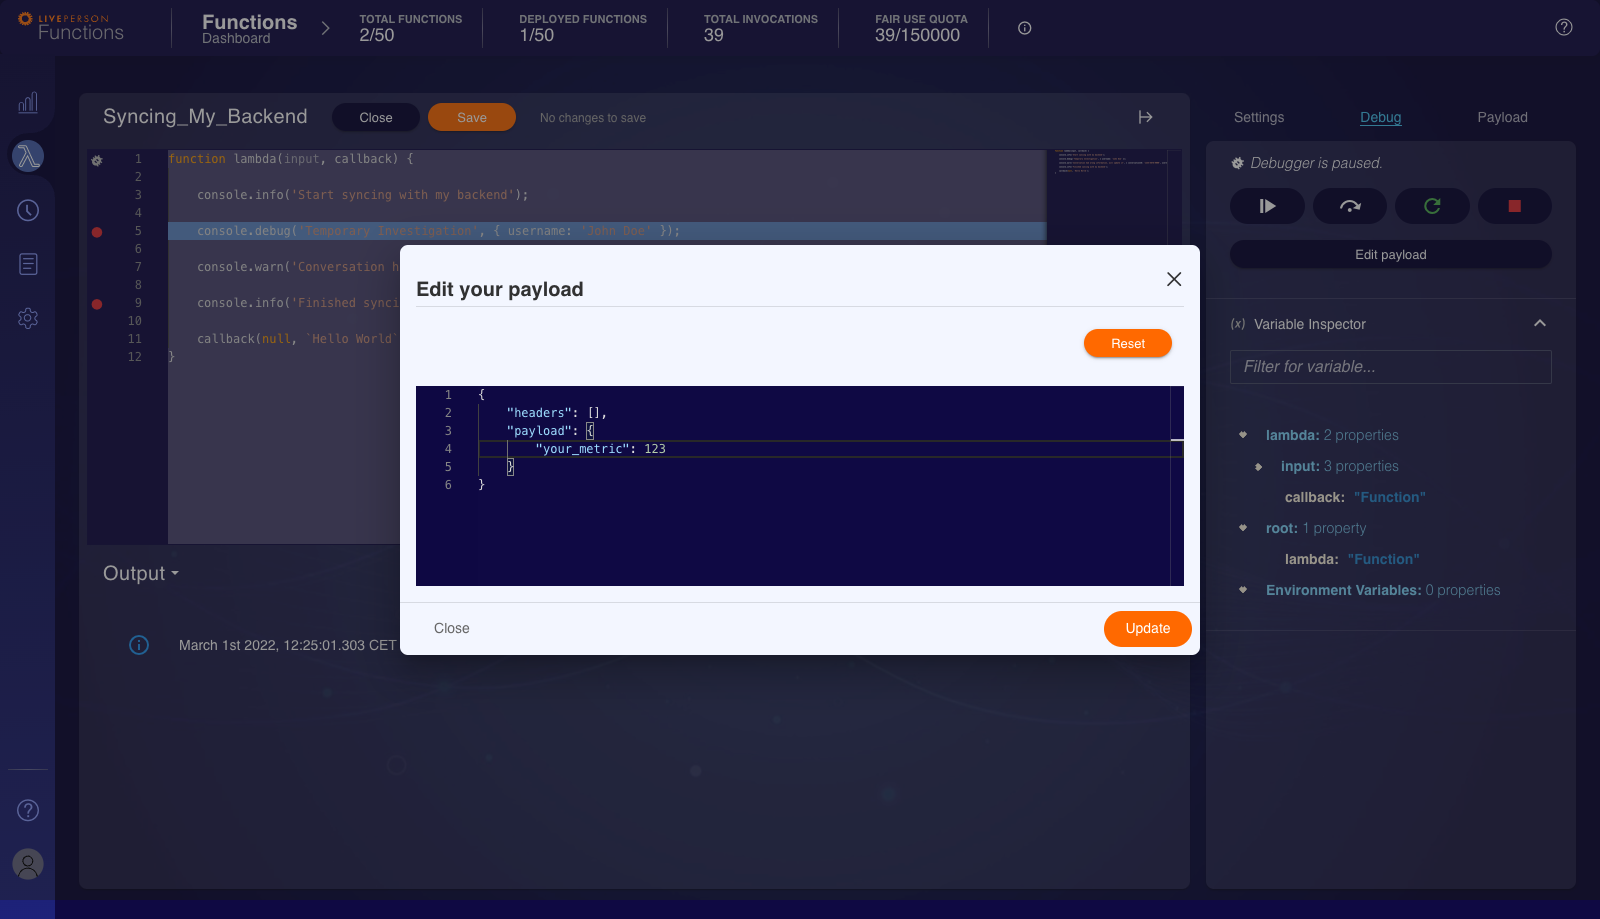 LIVEPERSON
Functions
Functions
Dashboard
TOTAL FUNCTIONS
2/50
DEPLOYED FUNCTIONS
1/50
TOTAL INVOCATIONS
39
FAIR USE QUOTA
39/150000
Syncing_My_Backend
Close
Save
No changes to save
1 function lambda(input, callback) {
2
3 console.info('Start syncing with my backend');
4
5 console.debug('Temporary Investigation', { username: 'John Doe' });
6
7 console.warn('Conversation h
8
9 console.info('Finished synci
10
11 callback(null, `Hello World`
12 }
Output
March 1st 2022, 12:25:01.303 CET
Edit your payload
Reset
1 {
2 "headers": [],
3 "payload": {
4 "your_metric": 123
5 }
6 }
Close
Update
Settings
Debug
Payload
Debugger is paused.
Edit payload
(x) Variable Inspector
Filter for variable...
lambda: 2 properties
input: 3 properties
callback: "Function"
root: 1 property
lambda: "Function"
Environment Variables: 0 properties